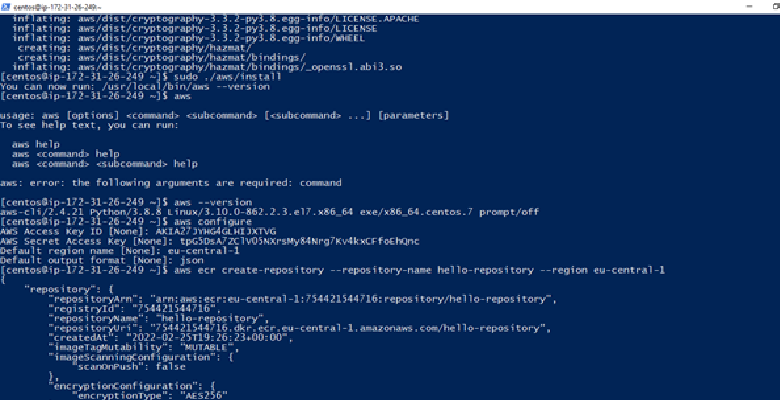 centos@ip-172-31-26-249:~
inflating: aws/dist/cryptography-3.3.2-py3.8.egg-info/LICENSE.APACHE
inflating: aws/dist/cryptography-3.3.2-py3.8.egg-info/LICENSE
inflating: aws/dist/cryptography-3.3.2-py3.8.egg-info/WHEEL
creating: aws/dist/cryptography/hazmat/
creating: aws/dist/cryptography/hazmat/bindings/
inflating: aws/dist/cryptography/hazmat/bindings/_openssl.abi3.so
[centos@ip-172-31-26-249 ~]$ sudo ./aws/install
You can now run: /usr/local/bin/aws --version
[centos@ip-172-31-26-249 ~]$ aws
usage: aws [options] <command> <subcommand> [<subcommand> ...] [parameters]
To see help text, you can run:
aws help
aws <command> help
aws <command> <subcommand> help
aws: error: the following arguments are required: command
[centos@ip-172-31-26-249 ~]$ aws --version
aws-cli/2.4.21 Python/3.8.8 Linux/3.10.0-862.2.3.el7.x86_64 exe/x86_64.centos.7 prompt/off
[centos@ip-172-31-26-249 ~]$ aws configure
AWS Access Key ID [None]:
AWS Secret Access Key [None]:
Default region name [None]: eu-central-1
Default output format [None]: json
[centos@ip-172-31-26-249 ~]$ aws ecr create-repository --repository-name hello-repository --region eu-central-1
{
"repository": {
"repositoryArn": "arn:aws:ecr:eu-central-1:754421544716:repository/hello-repository",
"registryId": "754421544716",
"repositoryName": "hello-repository",
"repositoryUri": "754421544716.dkr.ecr.eu-central-1.amazonaws.com/hello-repository",
"createdAt": "2022-02-25T19:26:23+00:00",
"imageTagMutability": "MUTABLE",
"imageScanningConfiguration": {
"scanOnPush": false
},
"encryptionConfiguration": {
"encryptionType": "AES256"